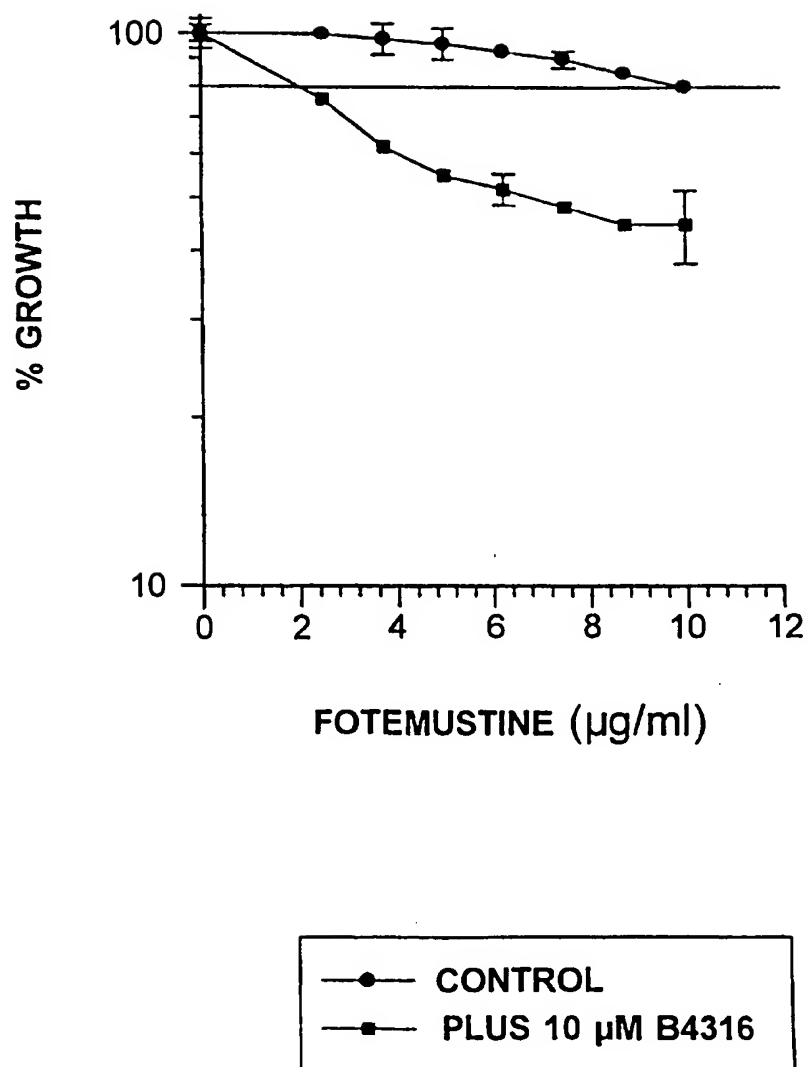 100
% GROWTH
10
0 2 4 6 8 10 12
FOTEMUSTINE (µg/ml)
CONTROL
PLUS 10 µM B4316